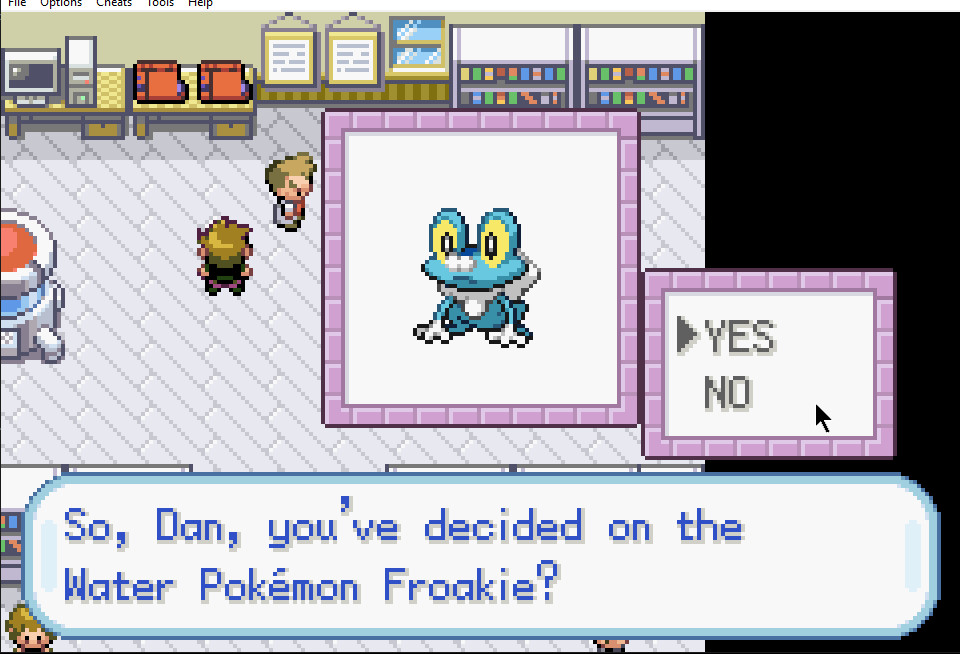 File Options Cheats Tools Help
YES
NO
So, Dan, you've decided on the
Water Pokémon Froakie?